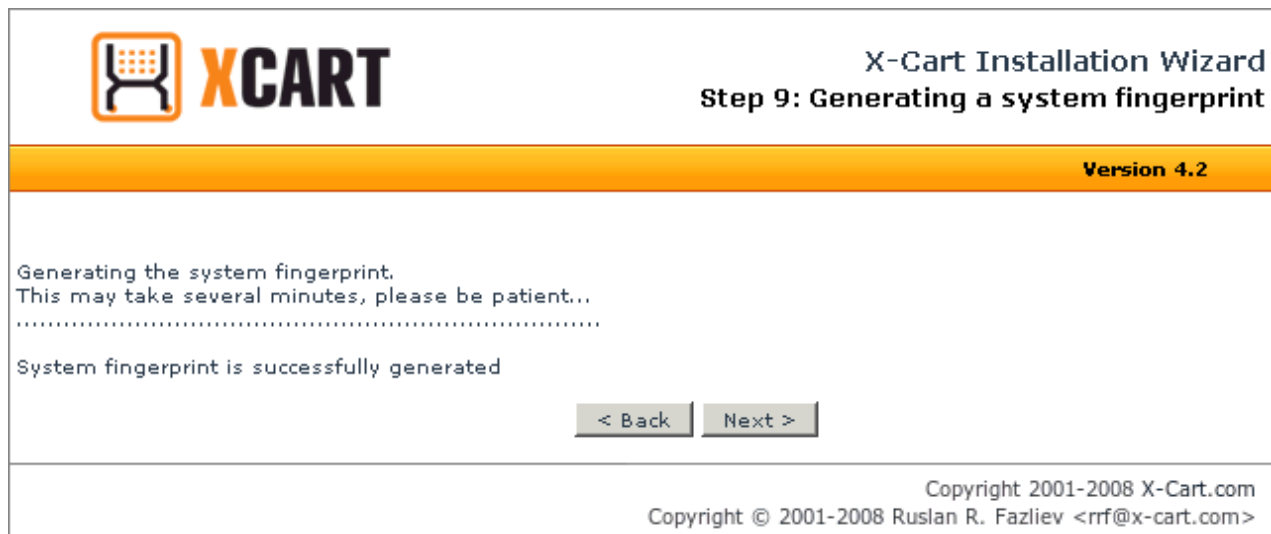 XCART
X-Cart Installation Wizard
Step 9: Generating a system fingerprint
Version 4.2
Generating the system fingerprint.
This may take several minutes, please be patient...
...........................................................................
System fingerprint is successfully generated
< Back Next >
Copyright 2001-2008 X-Cart.com
Copyright © 2001-2008 Ruslan R. Fazliev <rrf@x-cart.com>